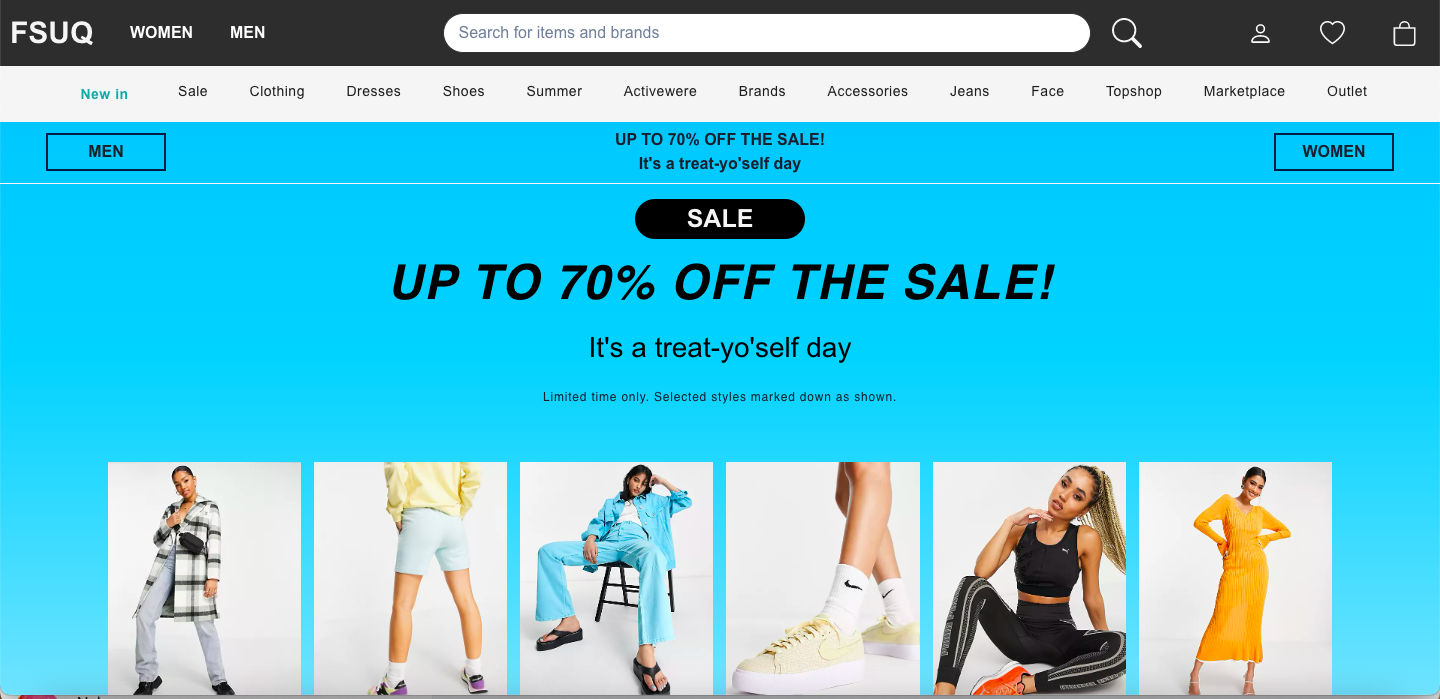 FSUQ WOMEN MEN Search for items and brands
New in Sale Clothing Dresses Shoes Summer Activewere Brands Accessories Jeans Face Topshop Marketplace Outlet
MEN
UP TO 70% OFF THE SALE!
It's a treat-yo'self day
WOMEN
SALE
UP TO 70% OFF THE SALE!
It's a treat-yo'self day
Limited time only. Selected styles marked down as shown.